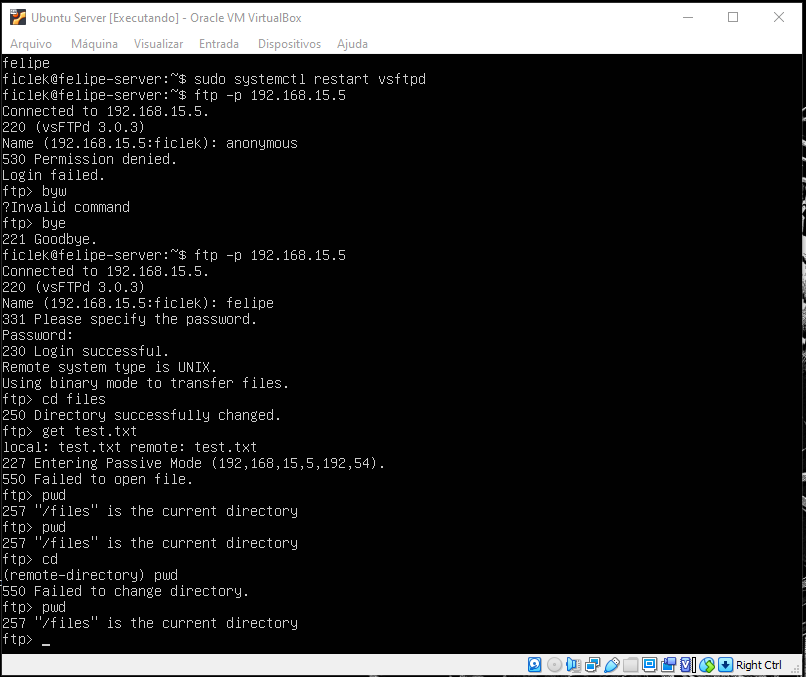 Ubuntu Server [Executando] - Oracle VM VirtualBox
Arquivo Máquina Visualizar Entrada Dispositivos Ajuda
felipe
ficlek@felipe-server:~$ sudo systemctl restart vsftpd
ficlek@felipe-server:~$ ftp -p 192.168.15.5
Connected to 192.168.15.5.
220 (vsFTPd 3.0.3)
Name (192.168.15.5:ficlek): anonymous
530 Permission denied.
Login failed.
ftp> byw
?Invalid command
ftp> bye
221 Goodbye.
ficlek@felipe-server:~$ ftp -p 192.168.15.5
Connected to 192.168.15.5.
220 (vsFTPd 3.0.3)
Name (192.168.15.5:ficlek): felipe
331 Please specify the password.
Password:
230 Login successful.
Remote system type is UNIX.
Using binary mode to transfer files.
ftp> cd files
250 Directory successfully changed.
ftp> get test.txt
local: test.txt remote: test.txt
227 Entering Passive Mode (192,168,15,5,192,54).
550 Failed to open file.
ftp> pwd
257 "/files" is the current directory
ftp> pwd
257 "/files" is the current directory
ftp> cd
(remote-directory) pwd
550 Failed to change directory.
ftp> pwd
257 "/files" is the current directory
ftp> _
Right Ctrl